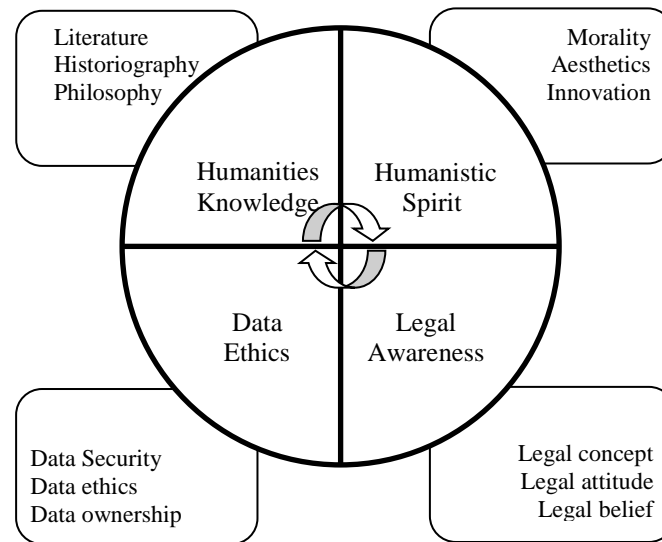 Literature
Historiography
Philosophy
Morality
Aesthetics
Innovation
Humanities
Knowledge
Humanistic
Spirit
Data
Ethics
Legal
Awareness
Data Security
Data ethics
Data ownership
Legal concept
Legal attitude
Legal belief